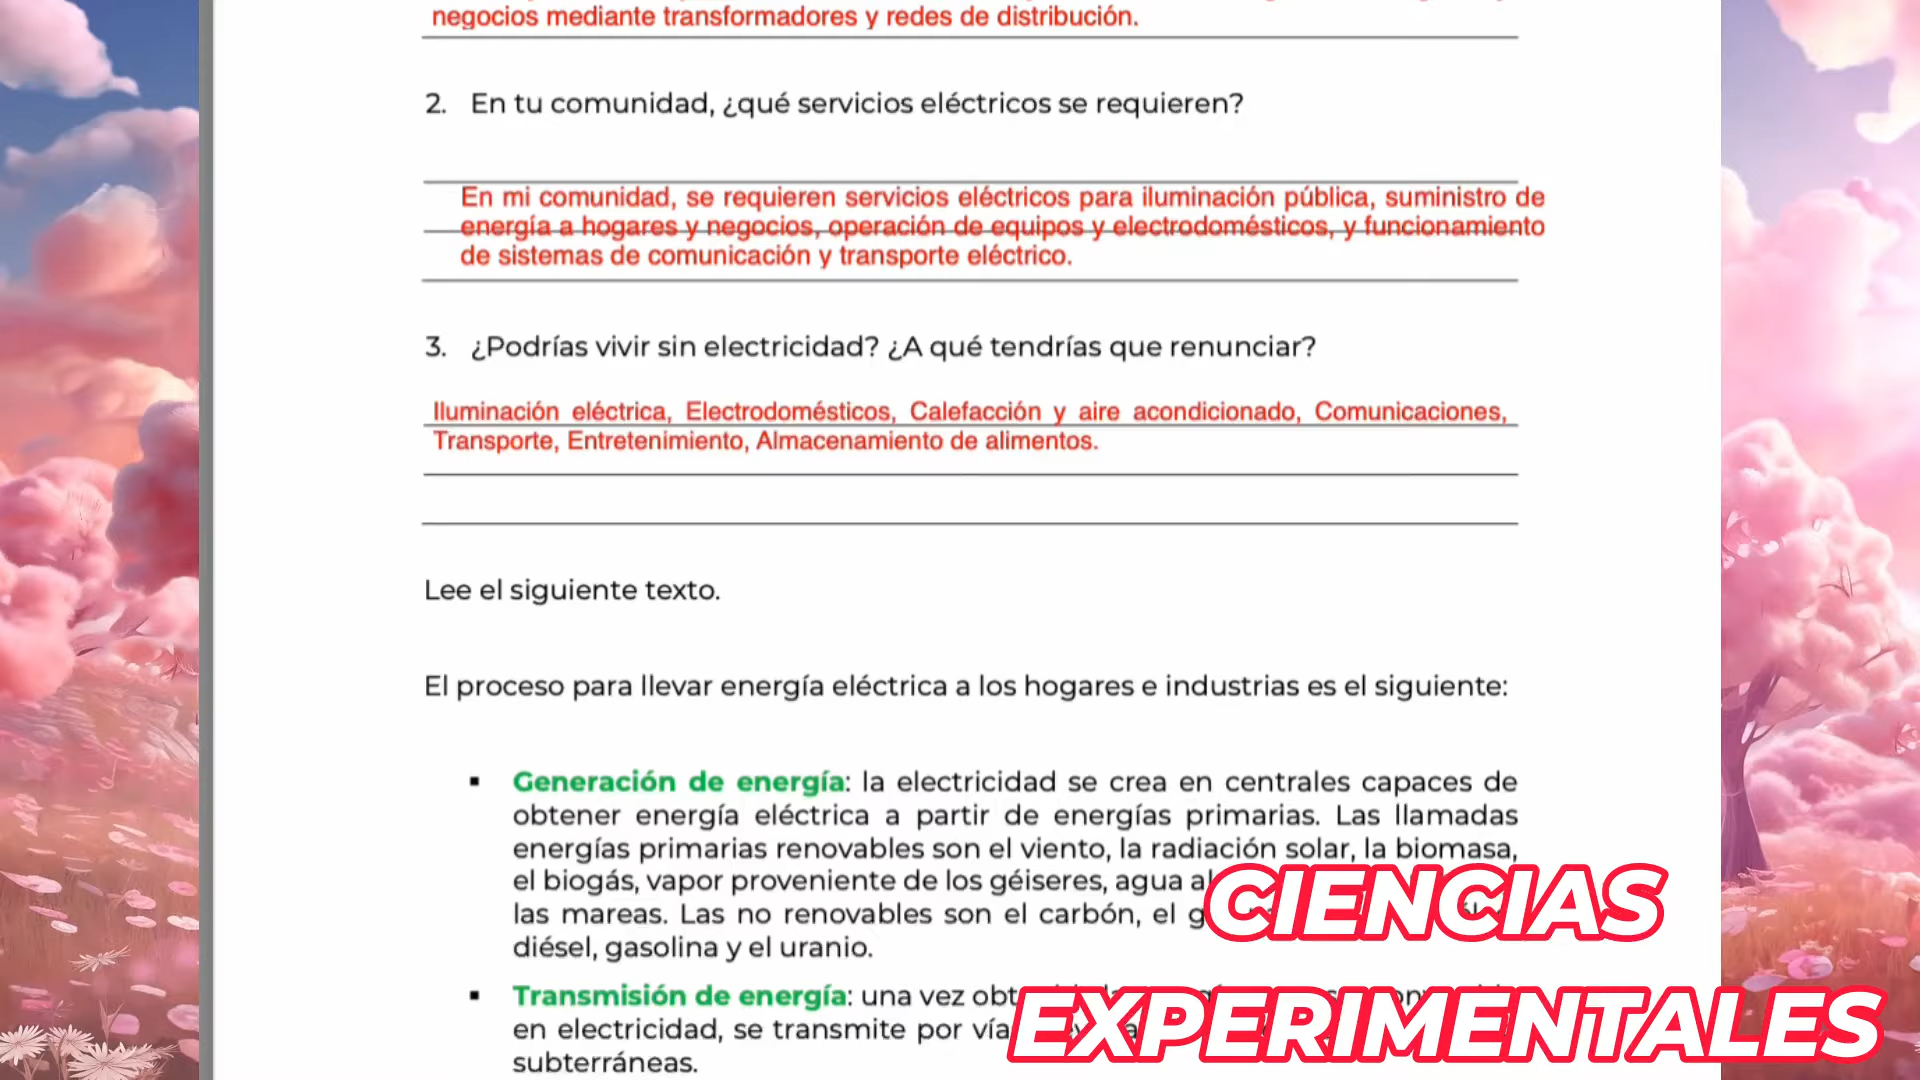 negocios mediante transformadores y redes de distribución.
2. En tu comunidad, ¿qué servicios eléctricos se requieren?
En mi comunidad, se requieren servicios eléctricos para iluminación pública, suministro de
energía a hogares y negocios, operación de equipos y electrodomésticos, y funcionamiento
de sistemas de comunicación y transporte eléctrico.
3. ¿Podrías vivir sin electricidad? ¿A qué tendrías que renunciar?
Iluminación eléctrica, Electrodomésticos, Calefacción y aire acondicionado, Comunicaciones,
Transporte, Entretenimiento, Almacenamiento de alimentos.
Lee el siguiente texto.
El proceso para llevar energía eléctrica a los hogares e industrias es el siguiente:
▪ Generación de energía: la electricidad se crea en centrales capaces de
obtener energía eléctrica a partir de energías primarias. Las llamadas
energías primarias renovables son el viento, la radiación solar, la biomasa,
el biogás, vapor proveniente de los géiseres, agua
las mareas. Las no renovables son el carbón, el
diésel, gasolina y el uranio.
▪ Transmisión de energía: una vez
en electricidad, se transmite por
subterráneas.
CIENCIAS
EXPERIMENTALES